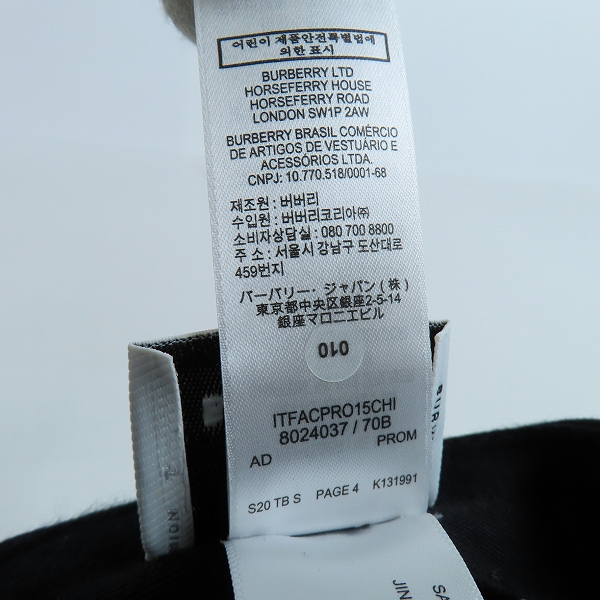 어린이 제품안전특별법에
의한 표시
BURBERRY LTD
HORSEFERRY HOUSE
HORSEFERRY ROAD
LONDON SW1P 2AW
BURBERRY BRASIL COMÉRCIO
DE ARTIGOS DE VESTUÁRIO E
ACESSÓRIOS LTDA.
CNPJ: 10.770.518/0001-68
제조원 : 버버리
수입원 : 버버리코리아㈜
소비자상담실 : 080 700 8800
주 소 : 서울시 강남구 도산대로
459번지
バーバリー・ジャパン(株)
東京都中央区銀座2-5-14
銀座マロニエビル
010
ITFACPRO15CHI
8024037 / 70B
AD PROM
S20 TB S PAGE 4 K131991